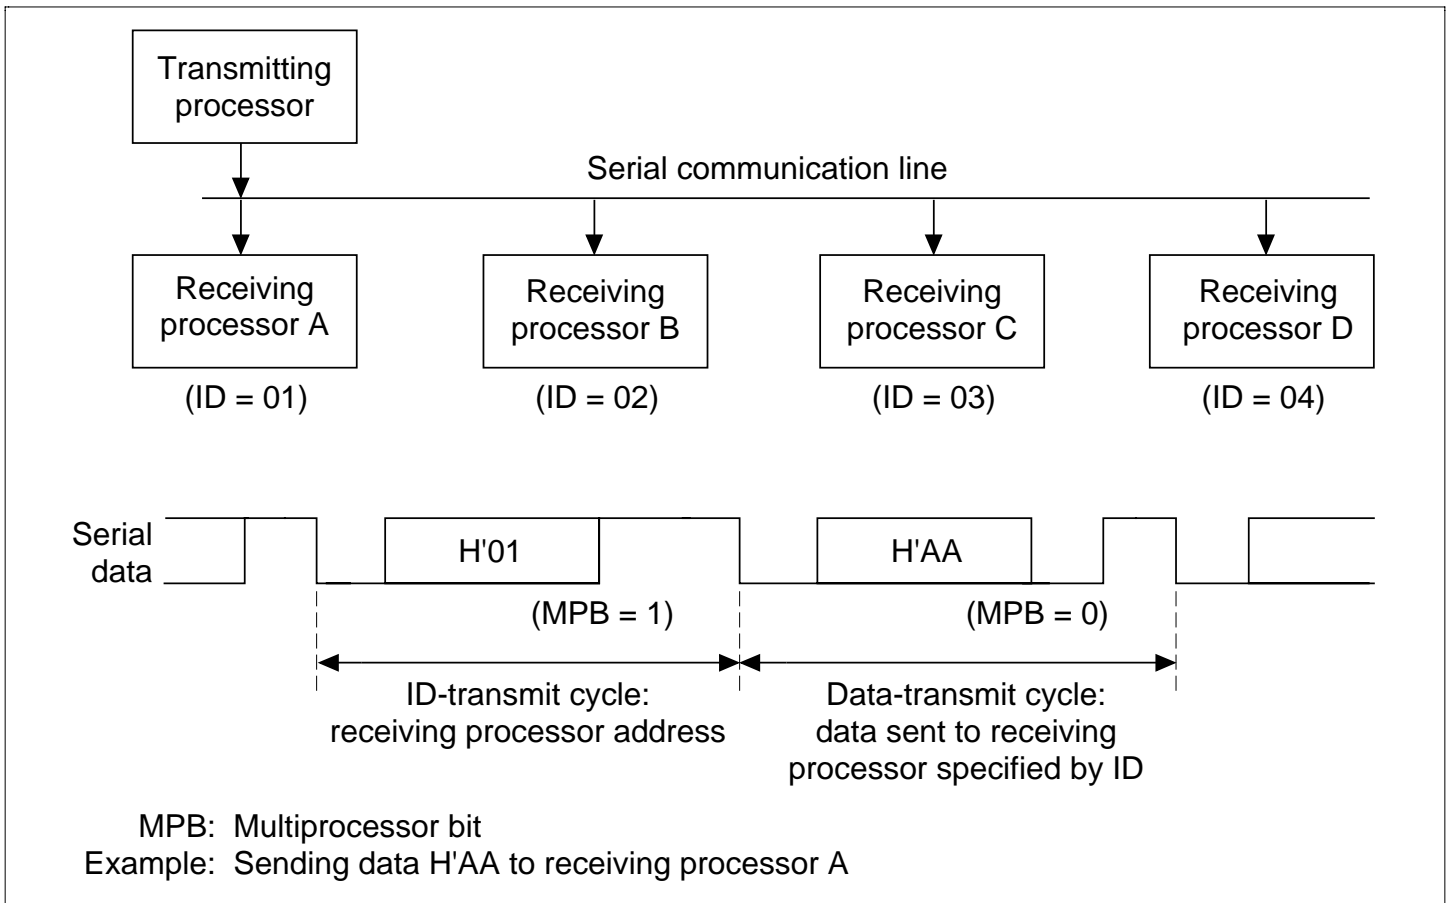 Transmitting
processor
Serial communication line
Receiving
processor A
Receiving
processor B
Receiving
processor C
Receiving
processor D
(ID = 01)
(ID = 02)
(ID = 03)
(ID = 04)
Serial
data
H'01
H'AA
(MPB = 1)
(MPB = 0)
ID-transmit cycle:
receiving processor address
Data-transmit cycle:
data sent to receiving
processor specified by ID
MPB: Multiprocessor bit
Example: Sending data H'AA to receiving processor A